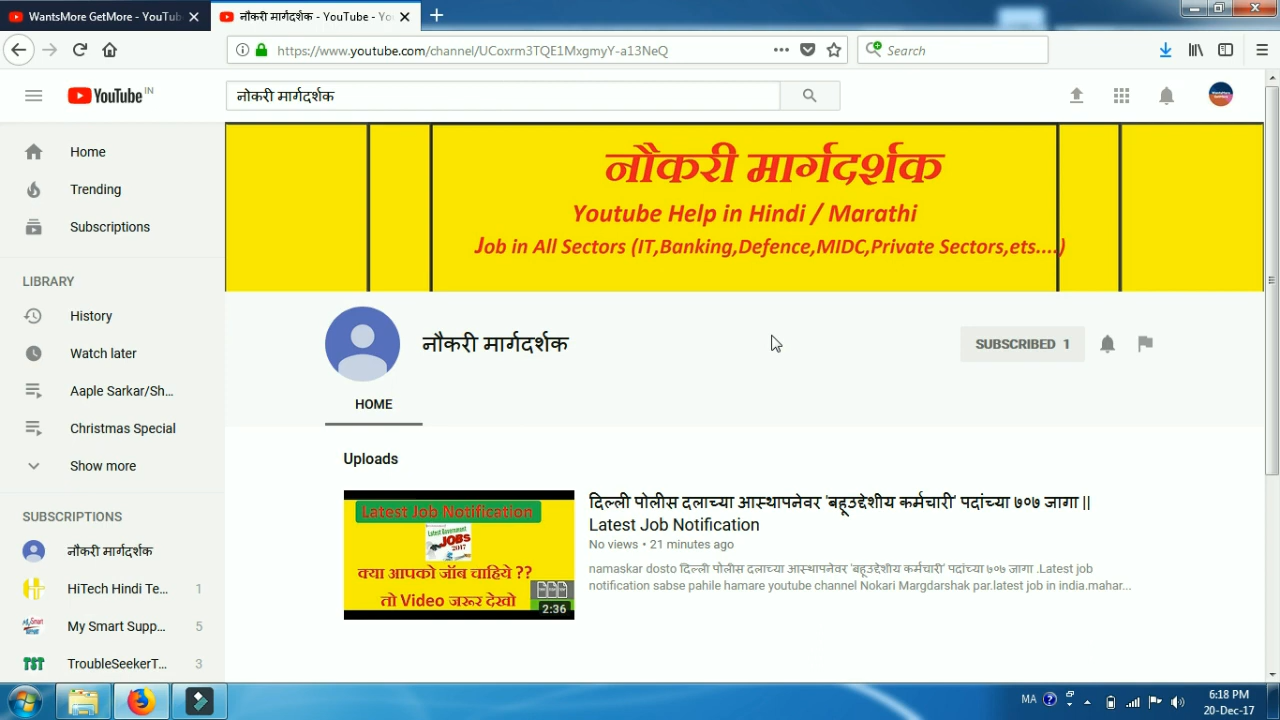 WantsMore GetMore - YouTub
नौकरी मार्गदर्शक - YouTube - Yo
https://www.youtube.com/channel/UCoxrm3TQE1MxgmyY-a13NeQ
Search
YouTube IN
नोकरी मार्गदर्शक
Home
Trending
Subscriptions
LIBRARY
History
Watch later
Aaple Sarkar/Sh...
Christmas Special
Show more
SUBSCRIPTIONS
नौकरी मार्गदर्शक
HiTech Hindi Te... 1
My Smart Supp... 5
TroubleSeekerT... 3
नौकरी मार्गदर्शक
Youtube Help in Hindi / Marathi
Job in All Sectors (IT,Banking,Defence,MIDC,Private Sectors,ets....)
नौकरी मार्गदर्शक
SUBSCRIBED 1
HOME
Uploads
Latest Job Notification
Latest Government
JOBS
2017
क्या आपको जॉब चाहिये ??
तो Video जरूर देखो
2:36
दिल्ली पोलीस दलाच्या आस्थापनेवर 'बहूउद्देशीय कर्मचारी' पदांच्या ७०७ जागा ||
Latest Job Notification
No views • 21 minutes ago
namaskar dosto दिल्ली पोलीस दलाच्या आस्थापनेवर 'बहूउद्देशीय कर्मचारी' पदांच्या ७०७ जागा .Latest job
notification sabse pahile hamare youtube channel Nokari Margdarshak par.latest job in india.mahar...
MA
6:18 PM
20-Dec-17